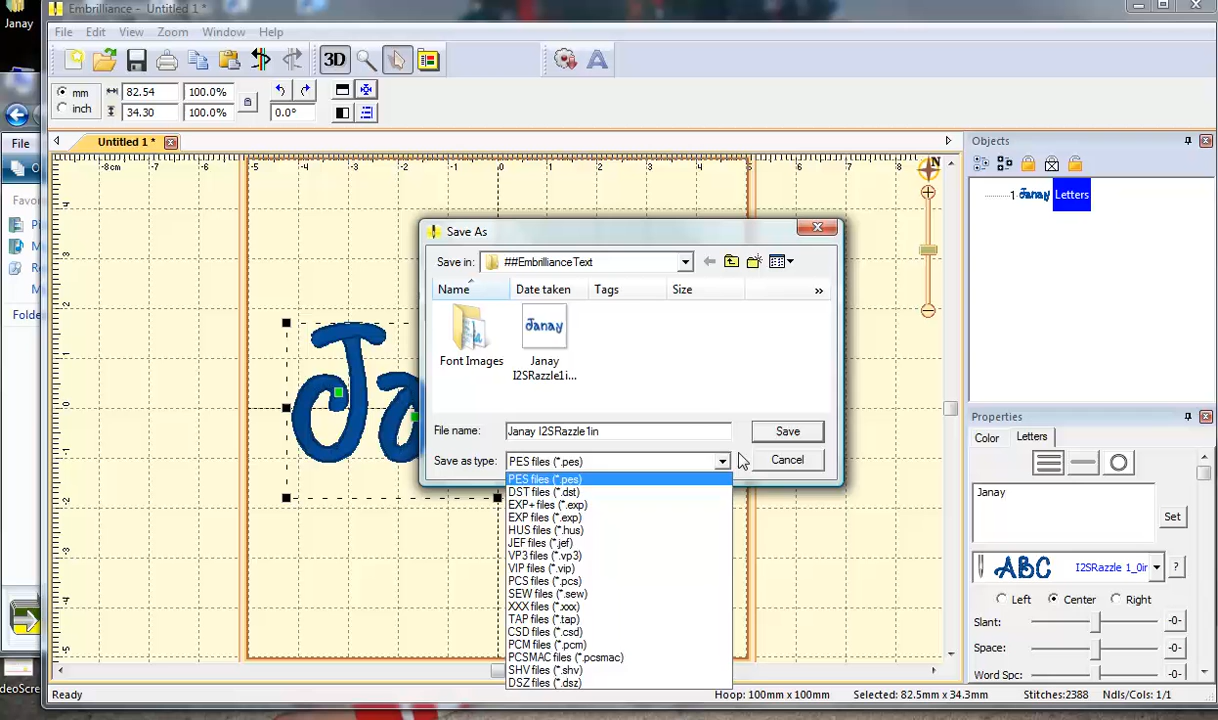 Janay
Embrilliance - Untitled 1 *
File Edit View Zoom Window Help
3D
mm 82.54 100.0%
inch 34.30 100.0% 0.0°
Untitled 1 *
Objects
1 Janay Letters
File
Save As
Save in: ##EmbrillianceText
Name Date taken Tags Size »
Font Images
Janay
Janay
I2SRazzle1i...
File name: Janay I2SRazzle1in Save
Save as type: PES files (*.pes) Cancel
PES files (*.pes)
DST files (*.dst)
EXP+ files (*.exp)
EXP files (*.exp)
HUS files (*.hus)
JEF files (*.jef)
VP3 files (*.vp3)
VIP files (*.vip)
PCS files (*.pcs)
SEW files (*.sew)
XXX files (*.xxx)
TAP files (*.tap)
CSD files (*.csd)
PCM files (*.pcm)
PCSMAC files (*.pcsmac)
SHV files (*.shv)
DSZ files (*.dsz)
Properties
Color Letters
Janay
Set
ABC I2SRazzle 1_0in ?
Left Center Right
Slant: -0-
Space: -0-
Word Spc: -0-
Ready
Hoop: 100mm x 100mm Selected: 82.5mm x 34.3mm Stitches:2388 Ndls/Cols: 1/1